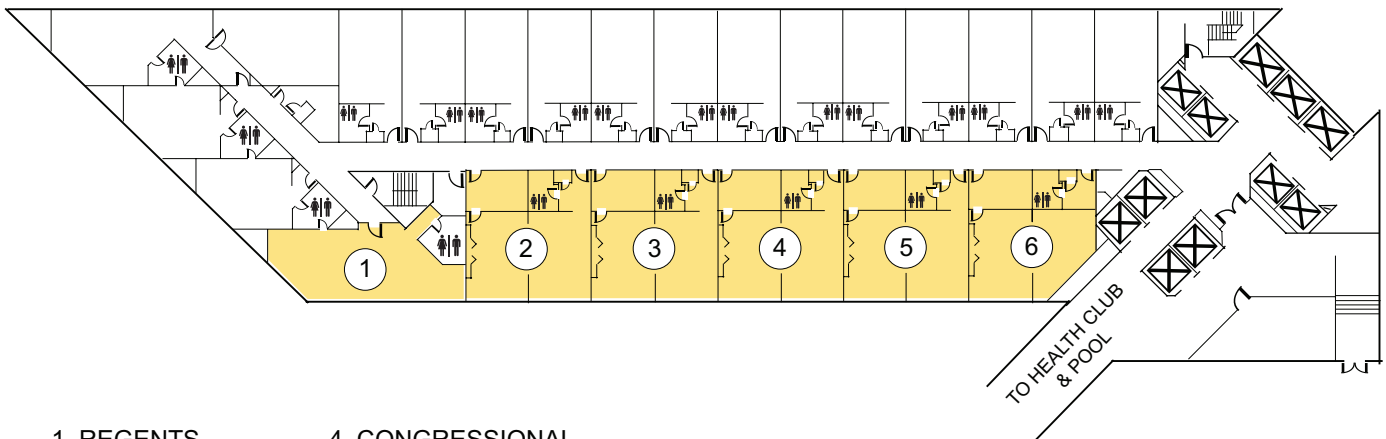 1
2
3
4
5
6
TO HEALTH CLUB
& POOL
1 REGENTS
4 CONGRESSIONAL